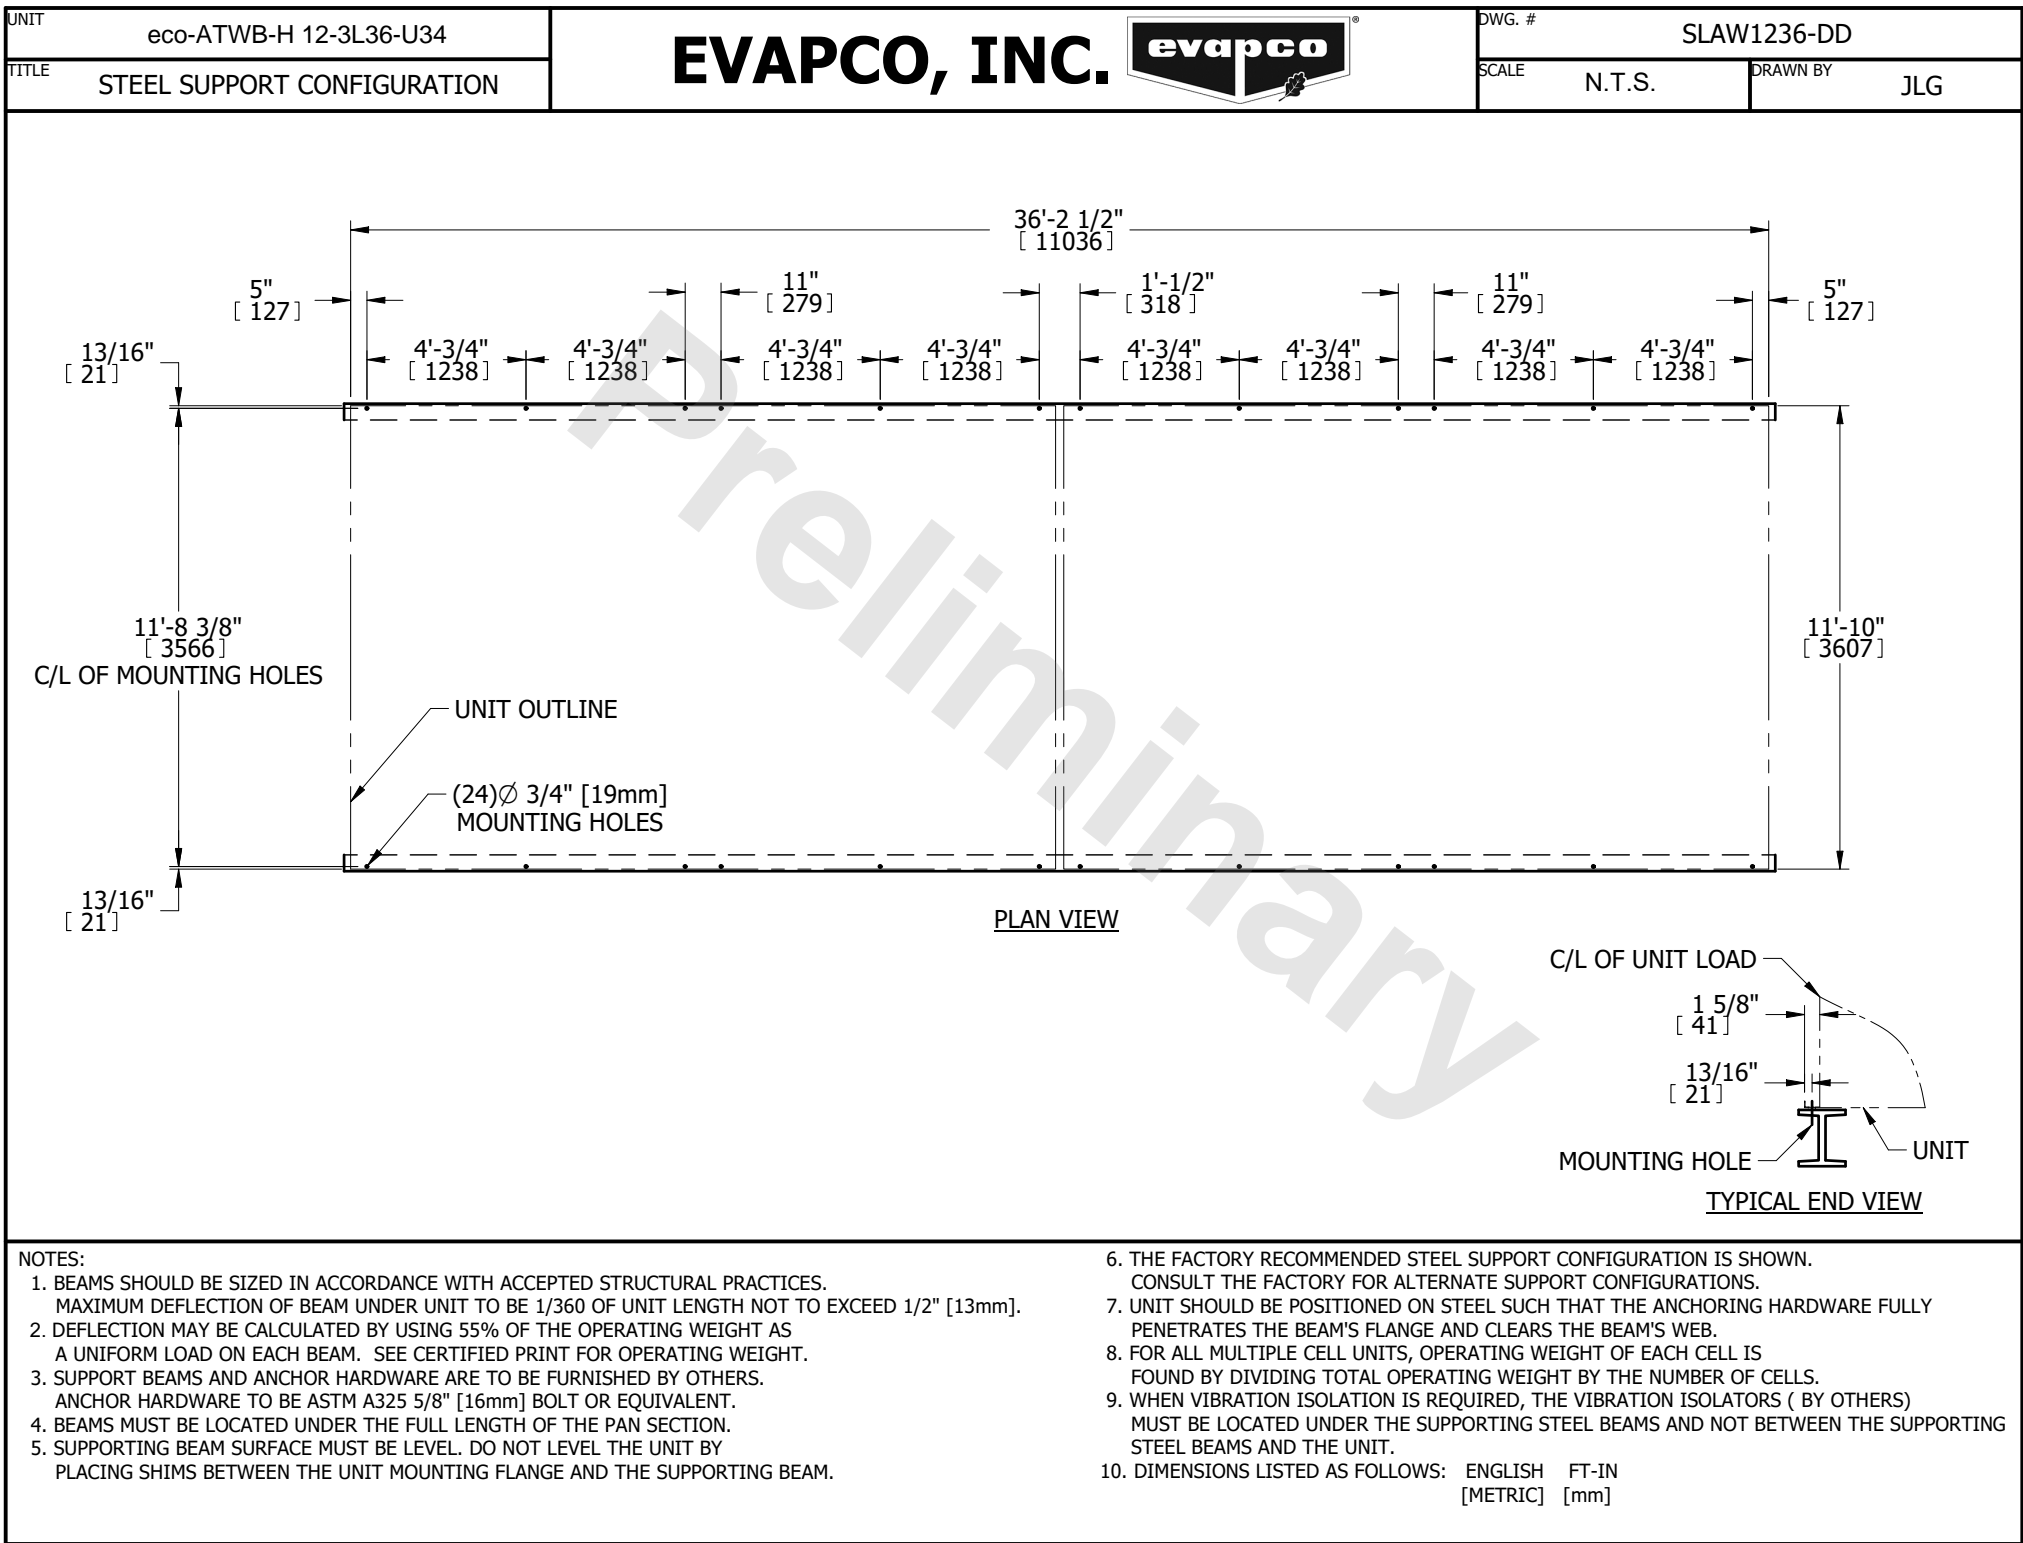 UNIT
eco-ATWB-H 12-3L36-U34
TITLE
STEEL SUPPORT CONFIGURATION
EVAPCO, INC.
evapco®
DWG. #
SLAW1236-DD
SCALE
N.T.S.
DRAWN BY
JLG
36'-2 1/2"
[ 11036 ]
5"
[ 127 ]
11"
[ 279 ]
1'-1/2"
[ 318 ]
11"
[ 279 ]
5"
[ 127 ]
13/16"
[ 21 ]
4'-3/4"
[ 1238 ]
4'-3/4"
[ 1238 ]
4'-3/4"
[ 1238 ]
4'-3/4"
[ 1238 ]
4'-3/4"
[ 1238 ]
4'-3/4"
[ 1238 ]
4'-3/4"
[ 1238 ]
4'-3/4"
[ 1238 ]
Preliminary
11'-8 3/8"
[ 3566 ]
C/L OF MOUNTING HOLES
11'-10"
[ 3607 ]
UNIT OUTLINE
(24)∅ 3/4" [19mm]
MOUNTING HOLES
13/16"
[ 21 ]
PLAN VIEW
C/L OF UNIT LOAD
1 5/8"
[ 41 ]
13/16"
[ 21 ]
MOUNTING HOLE
UNIT
TYPICAL END VIEW
NOTES:
1. BEAMS SHOULD BE SIZED IN ACCORDANCE WITH ACCEPTED STRUCTURAL PRACTICES.
MAXIMUM DEFLECTION OF BEAM UNDER UNIT TO BE 1/360 OF UNIT LENGTH NOT TO EXCEED 1/2" [13mm].
2. DEFLECTION MAY BE CALCULATED BY USING 55% OF THE OPERATING WEIGHT AS
A UNIFORM LOAD ON EACH BEAM. SEE CERTIFIED PRINT FOR OPERATING WEIGHT.
3. SUPPORT BEAMS AND ANCHOR HARDWARE ARE TO BE FURNISHED BY OTHERS.
ANCHOR HARDWARE TO BE ASTM A325 5/8" [16mm] BOLT OR EQUIVALENT.
4. BEAMS MUST BE LOCATED UNDER THE FULL LENGTH OF THE PAN SECTION.
5. SUPPORTING BEAM SURFACE MUST BE LEVEL. DO NOT LEVEL THE UNIT BY
PLACING SHIMS BETWEEN THE UNIT MOUNTING FLANGE AND THE SUPPORTING BEAM.
6. THE FACTORY RECOMMENDED STEEL SUPPORT CONFIGURATION IS SHOWN.
CONSULT THE FACTORY FOR ALTERNATE SUPPORT CONFIGURATIONS.
7. UNIT SHOULD BE POSITIONED ON STEEL SUCH THAT THE ANCHORING HARDWARE FULLY
PENETRATES THE BEAM'S FLANGE AND CLEARS THE BEAM'S WEB.
8. FOR ALL MULTIPLE CELL UNITS, OPERATING WEIGHT OF EACH CELL IS
FOUND BY DIVIDING TOTAL OPERATING WEIGHT BY THE NUMBER OF CELLS.
9. WHEN VIBRATION ISOLATION IS REQUIRED, THE VIBRATION ISOLATORS ( BY OTHERS)
MUST BE LOCATED UNDER THE SUPPORTING STEEL BEAMS AND NOT BETWEEN THE SUPPORTING
STEEL BEAMS AND THE UNIT.
10. DIMENSIONS LISTED AS FOLLOWS: ENGLISH FT-IN
[METRIC] [mm]